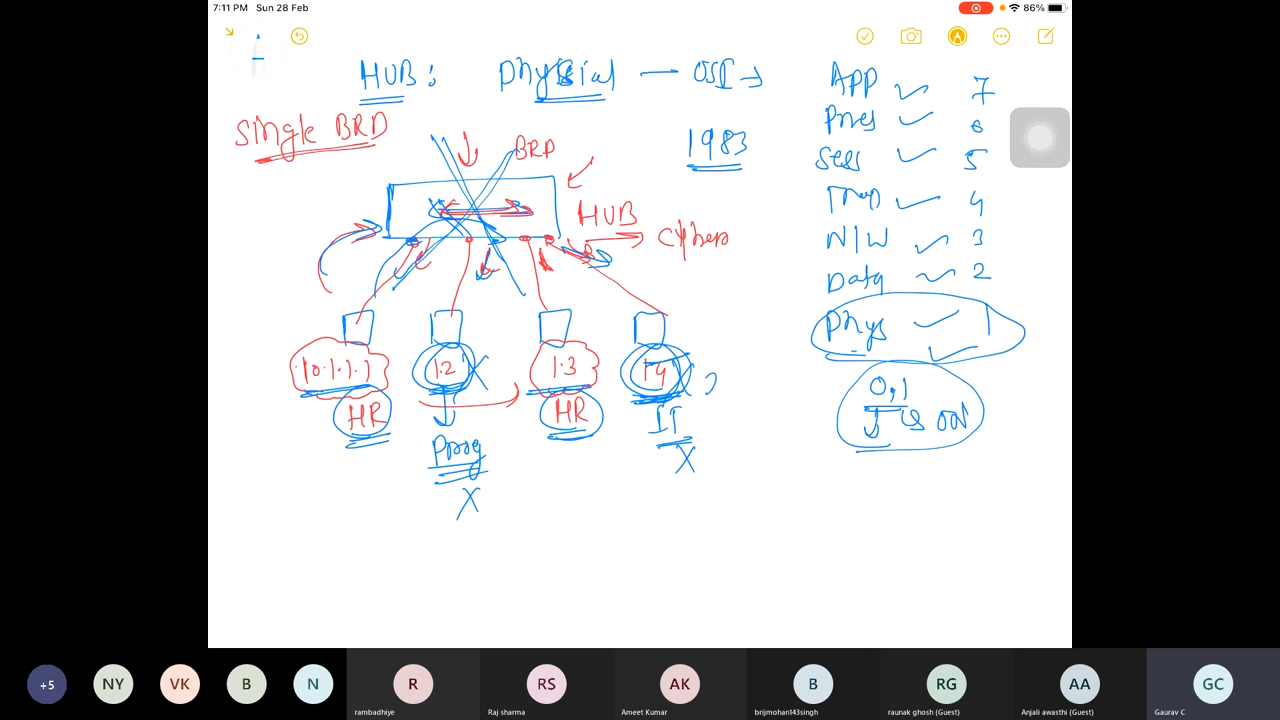 7:11 PM Sun 28 Feb
86%
HUB: Physical — OSI →
Single BRD
BRD
1983
HUB
Cyber
App 7
Pres 6
Sess 5
N/W 3
Data 2
Phys 1
0,1
10.1.1.1
1.2
1.3
1.4
HR
HR
IT
X
Prog
X
+5
NY
VK
B
N
R
RS
AK
B
RG
AA
GC
rambadhiye
Raj sharma
Ameet Kumar
brijmohan143singh
raunak ghosh (Guest)
Anjali awasthi (Guest)
Gaurav C